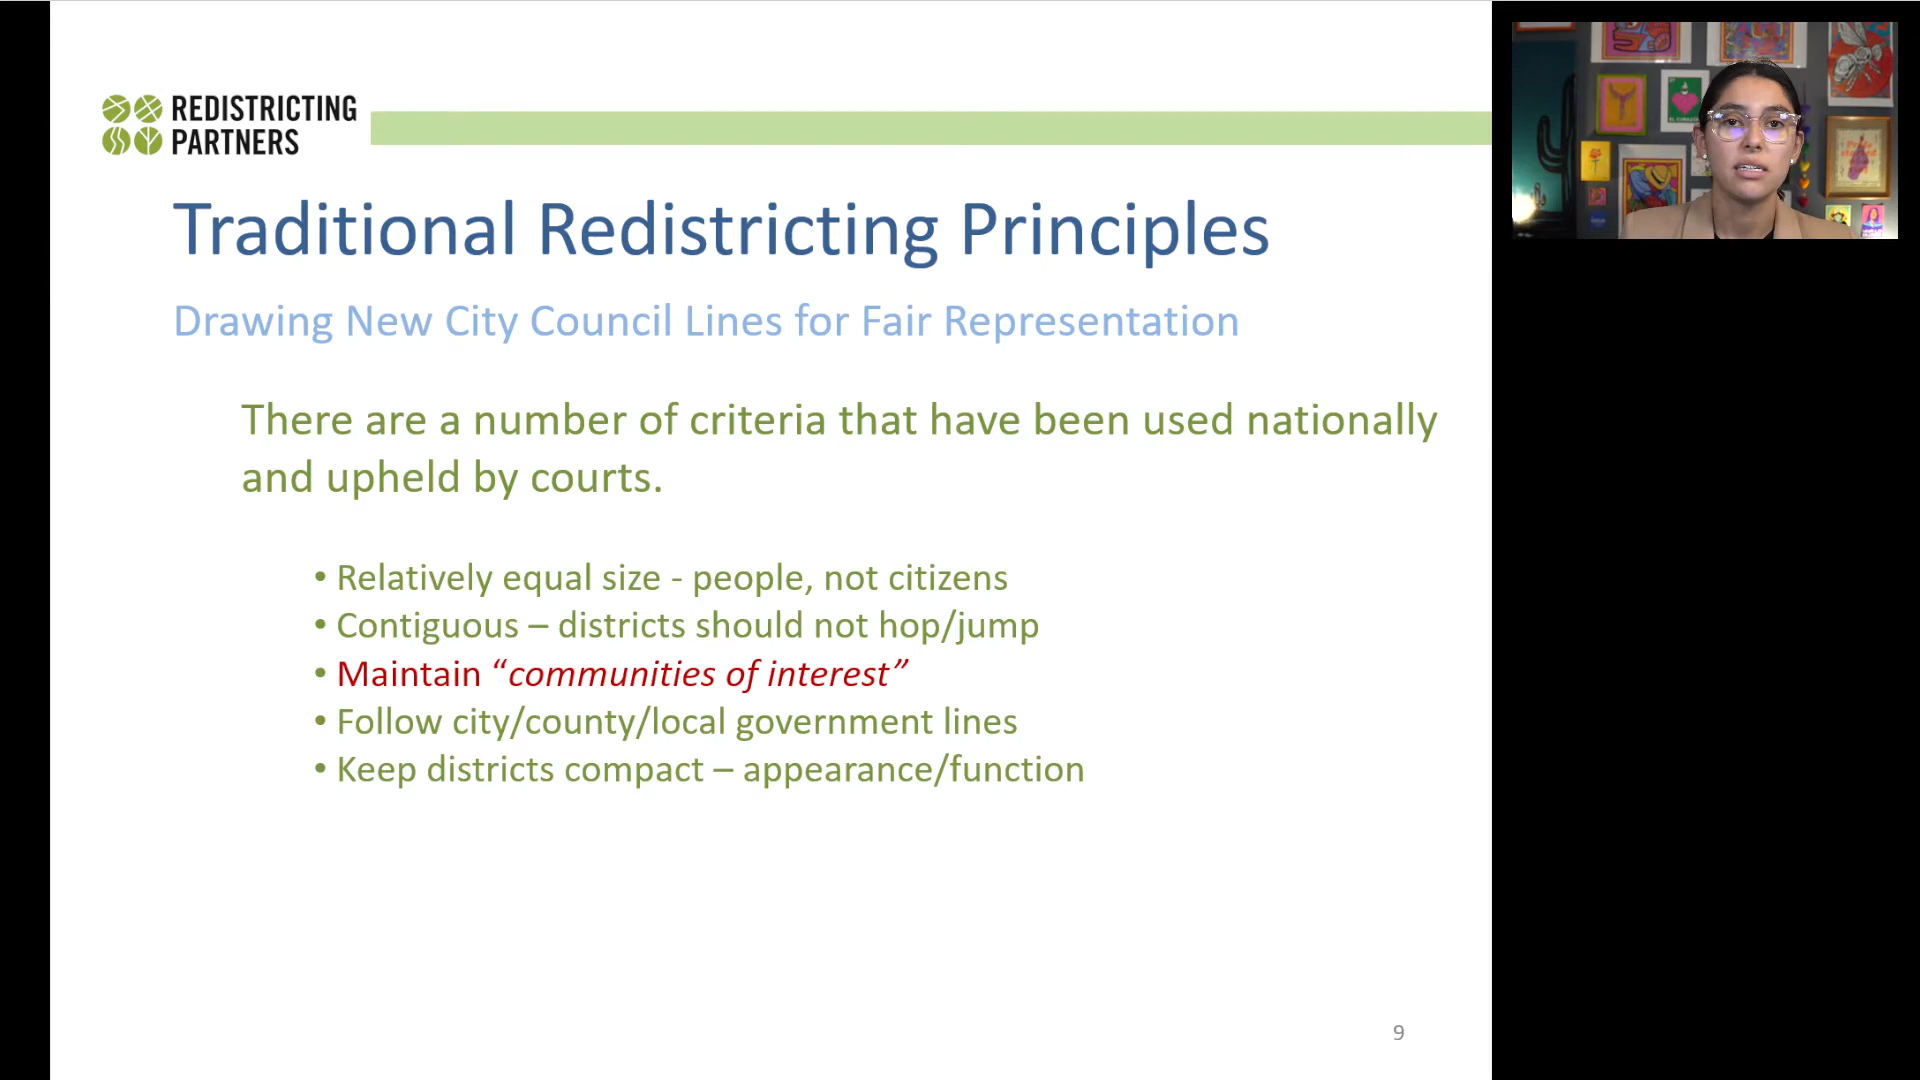 REDISTRICTING
PARTNERS
Traditional Redistricting Principles
Drawing New City Council Lines for Fair Representation
There are a number of criteria that have been used nationally
and upheld by courts.
• Relatively equal size - people, not citizens
• Contiguous – districts should not hop/jump
• Maintain “communities of interest”
• Follow city/county/local government lines
• Keep districts compact – appearance/function
9